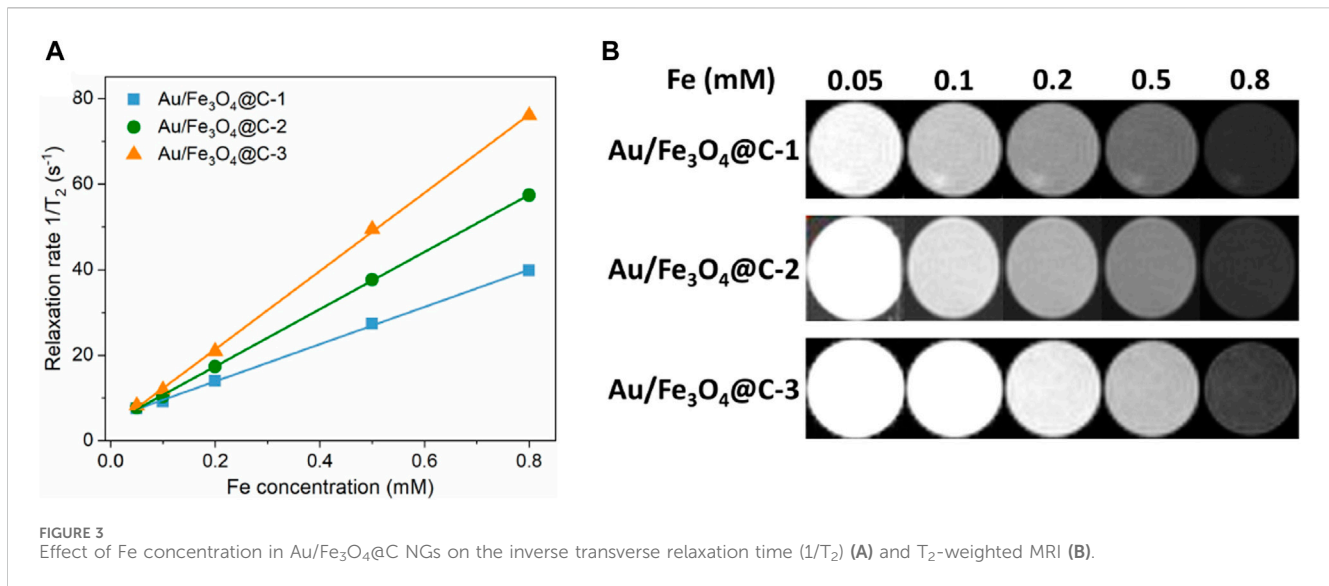 A
Relaxation rate 1/T₂ (s⁻¹)
80
60
40
20
0
Au/Fe₃O₄@C-1
Au/Fe₃O₄@C-2
Au/Fe₃O₄@C-3
0.0 0.2 0.4 0.6 0.8
Fe concentration (mM)
B
Fe (mM) 0.05 0.1 0.2 0.5 0.8
Au/Fe₃O₄@C-1
Au/Fe₃O₄@C-2
Au/Fe₃O₄@C-3
FIGURE 3
Effect of Fe concentration in Au/Fe₃O₄@C NGs on the inverse transverse relaxation time (1/T₂) (A) and T₂-weighted MRI (B).